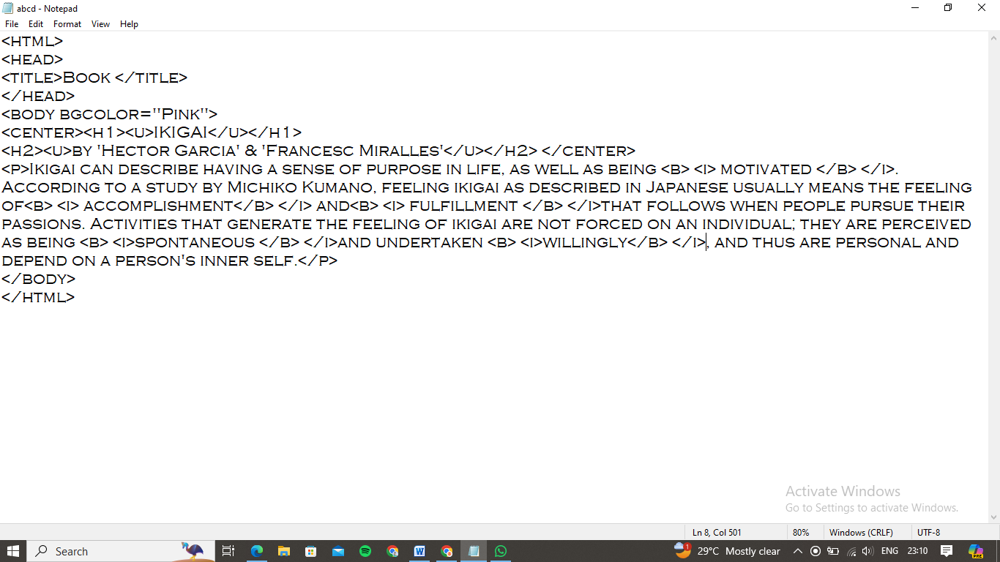 abcd - Notepad
File Edit Format View Help
<HTML>
<HEAD>
<TITLE>Book </TITLE>
</HEAD>
<BODY BGCOLOR="Pink">
<CENTER><H1><U>IKIGAI</U></H1>
<H2><U>by 'Hector Garcia' & 'Francesc Miralles'</U></H2> </CENTER>
<P>Ikigai can describe having a sense of purpose in life, as well as being <B> <I> motivated </B> </I>.
According to a study by Michiko Kumano, feeling ikigai as described in Japanese usually means the feeling
of<B> <I> accomplishment</B> </I> and<B> <I> fulfillment </B> </I>that follows when people pursue their
passions. Activities that generate the feeling of ikigai are not forced on an individual; they are perceived
as being <B> <I>spontaneous </B> </I>and undertaken <B> <I>willingly</B> </I>, and thus are personal and
depend on a person's inner self.</P>
</BODY>
</HTML>
Activate Windows
Go to Settings to activate Windows.
Ln 8, Col 501 80% Windows (CRLF) UTF-8
Search 1 29°C Mostly clear ENG 23:10 PRE